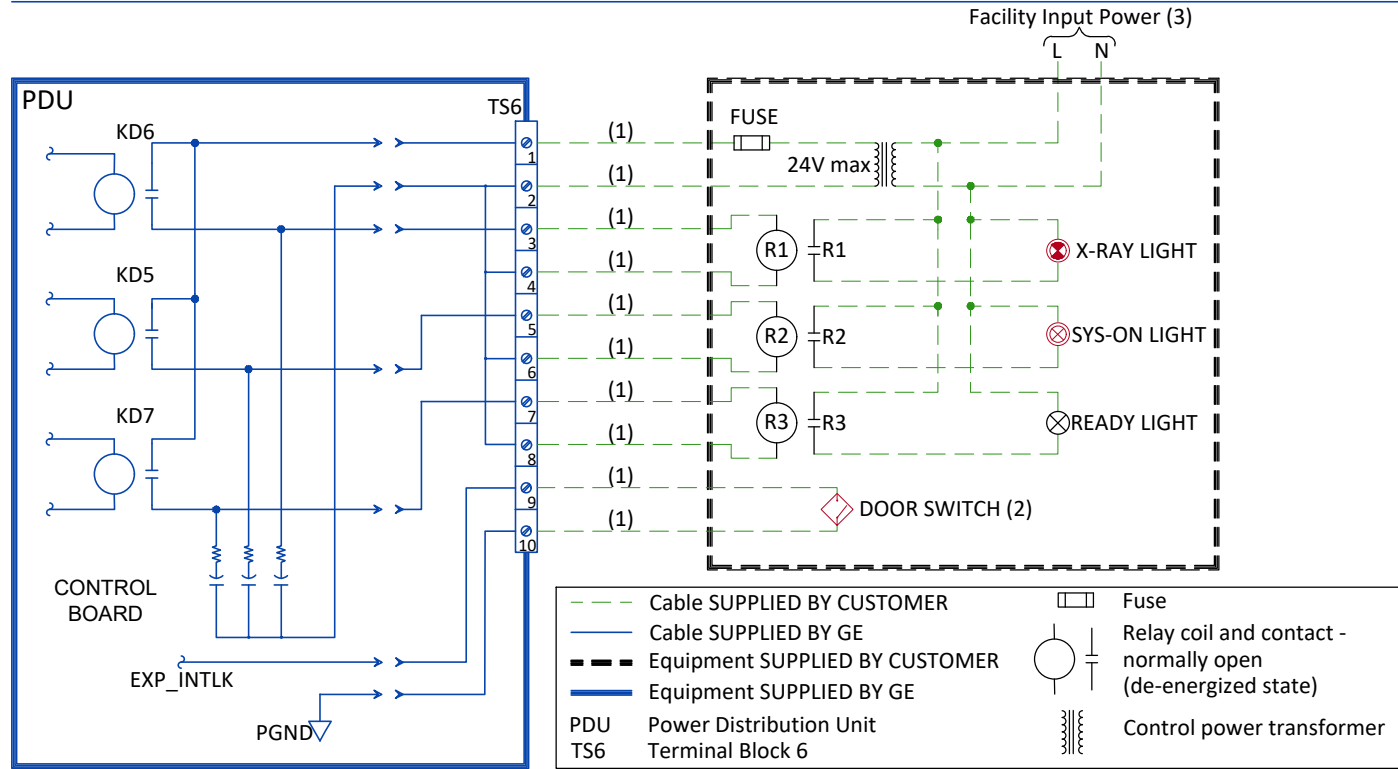 Facility Input Power (3)
L N
PDU
TS6
KD6
KD5
KD7
CONTROL
BOARD
EXP_INTLK
PGND
1
2
3
4
5
6
7
8
9
10
(1)
(1)
(1)
(1)
(1)
(1)
(1)
(1)
(1)
(1)
FUSE
24V max
R1 R1
X-RAY LIGHT
R2 R2
SYS-ON LIGHT
R3 R3
READY LIGHT
DOOR SWITCH (2)
Cable SUPPLIED BY CUSTOMER
Cable SUPPLIED BY GE
Equipment SUPPLIED BY CUSTOMER
Equipment SUPPLIED BY GE
PDU Power Distribution Unit
TS6 Terminal Block 6
Fuse
Relay coil and contact -
normally open
(de-energized state)
Control power transformer